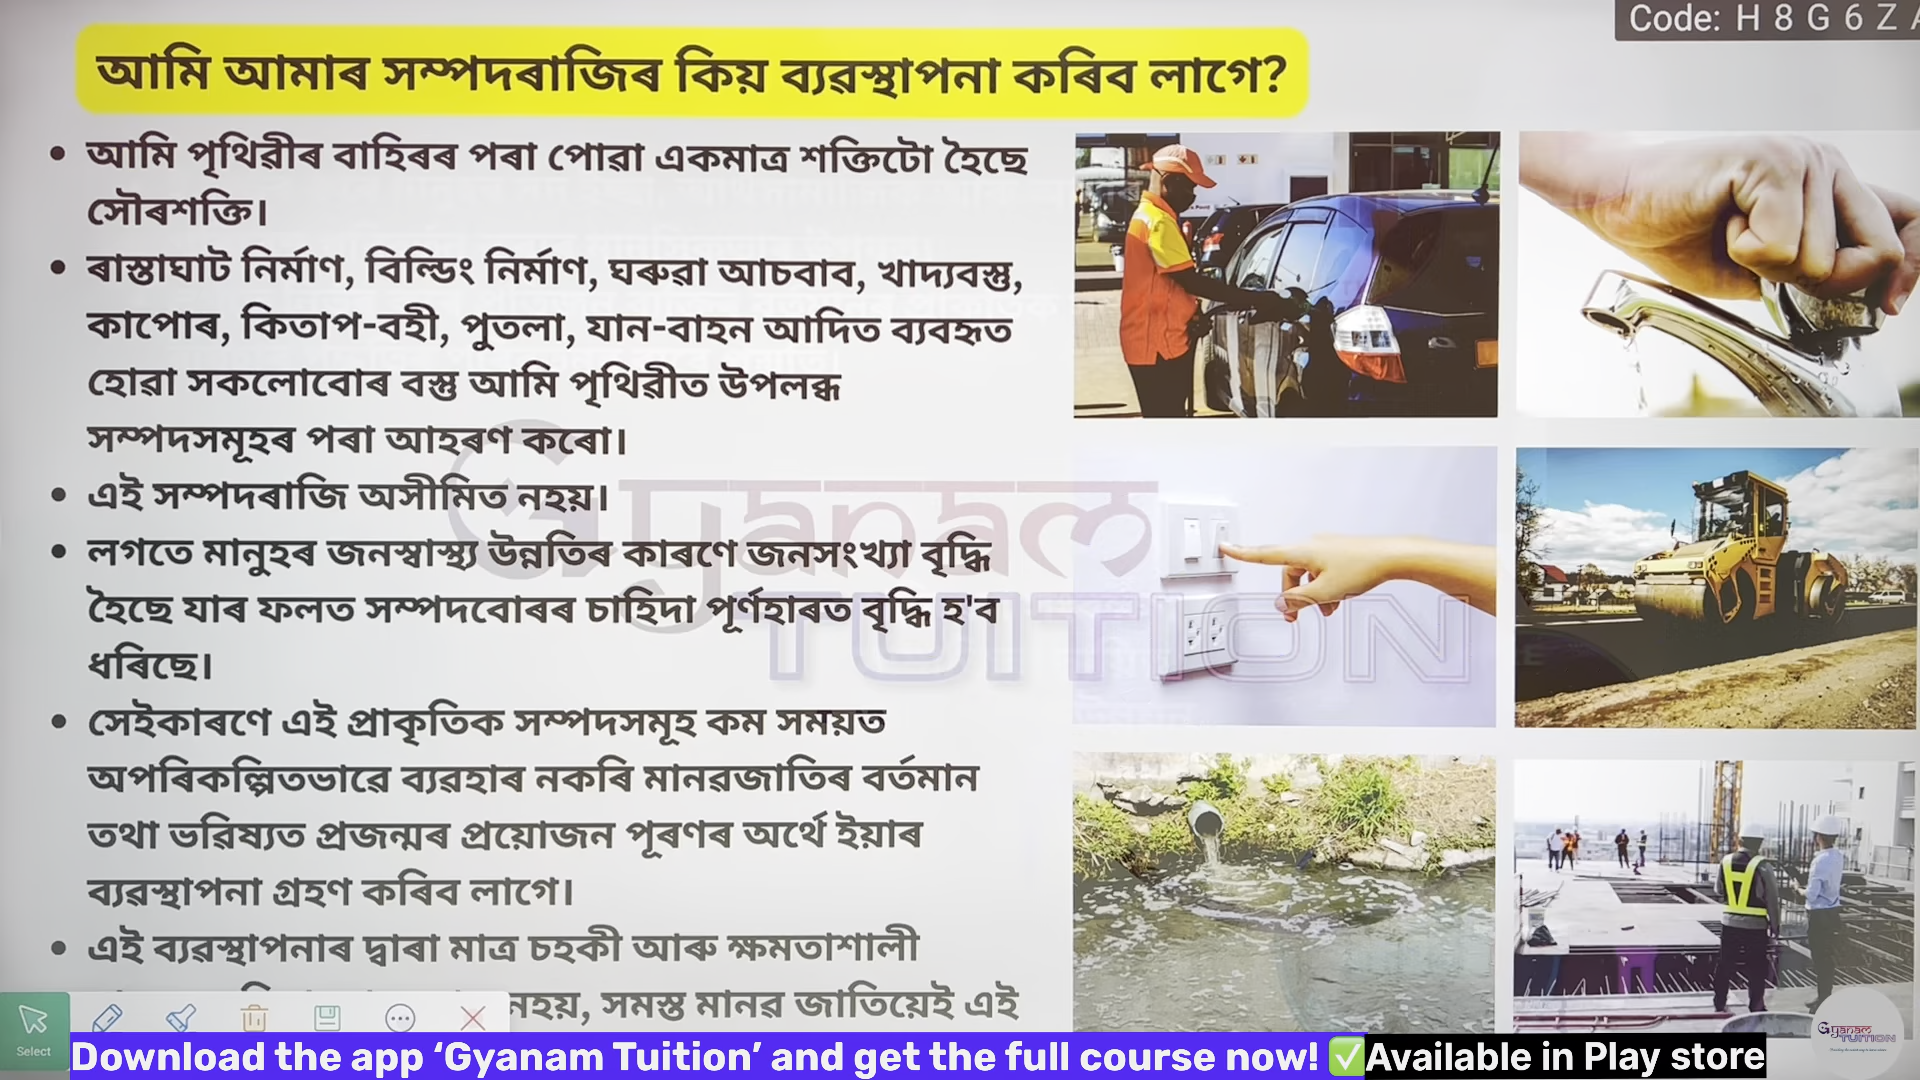 Code: H 8 G 6 Z
আমি আমাৰ সম্পদৰাজিৰ কিয় ব্যৱস্থাপনা কৰিব লাগে?
• আমি পৃথিৱীৰ বাহিৰৰ পৰা পোৱা একমাত্ৰ শক্তিটো হৈছে
সৌৰশক্তি।
• ৰাস্তাঘাট নিৰ্মাণ, বিল্ডিং নিৰ্মাণ, ঘৰুৱা আচবাব, খাদ্যবস্তু,
কাপোৰ, কিতাপ-বহী, পুতলা, যান-বাহন আদিত ব্যবহৃত
হোৱা সকলোবোৰ বস্তু আমি পৃথিৱীত উপলব্ধ
সম্পদসমূহৰ পৰা আহৰণ কৰো।
• এই সম্পদৰাজি অসীমিত নহয়।
• লগতে মানুহৰ জনস্বাস্থ্য উন্নতিৰ কাৰণে জনসংখ্যা বৃদ্ধি
হৈছে যাৰ ফলত সম্পদবোৰৰ চাহিদা পূৰ্ণহাৰত বৃদ্ধি হ'ব
ধৰিছে।
• সেইকাৰণে এই প্ৰাকৃতিক সম্পদসমূহ কম সময়ত
অপৰিকল্পিতভাৱে ব্যৱহাৰ নকৰি মানৱজাতিৰ বৰ্তমান
তথা ভৱিষ্যত প্ৰজন্মৰ প্ৰয়োজন পূৰণৰ অৰ্থে ইয়াৰ
ব্যৱস্থাপনা গ্ৰহণ কৰিব লাগে।
• এই ব্যৱস্থাপনাৰ দ্বাৰা মাত্ৰ চহকী আৰু ক্ষমতাশালী
নহয়, সমস্ত মানৱ জাতিয়েই এই
Gyanam
TUITION
Select
Gyanam
TUITION
Download the app ‘Gyanam Tuition’ and get the full course now! ✅Available in Play store